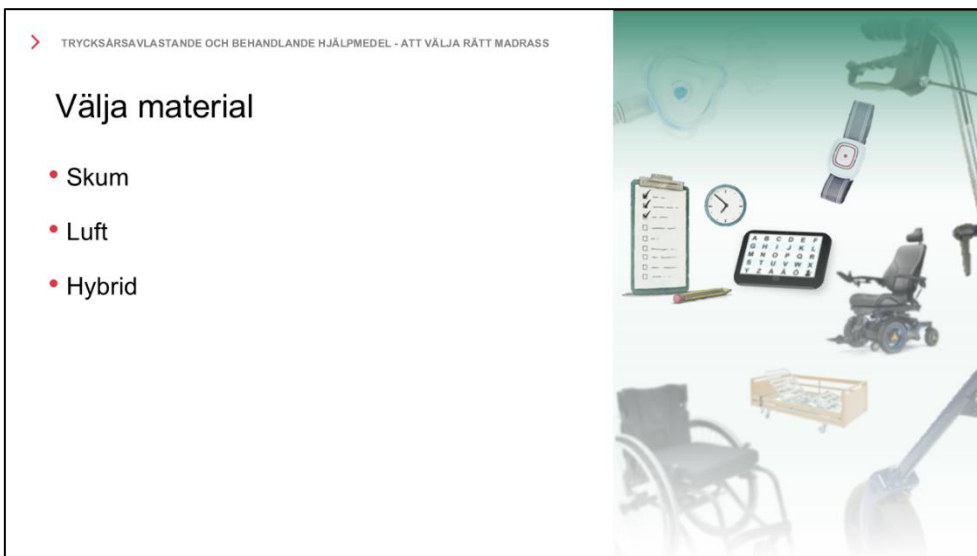 TRYCKSÅRSAVLASTANDE OCH BEHANDLANDE HJÄLPMEDEL - ATT VÄLJA RÄTT MADRASS
Välja material
• Skum
• Luft
• Hybrid
A B C D E F
G H I J K L
M N O P Q R
S T U V W X
Y Z Å Ä Ö